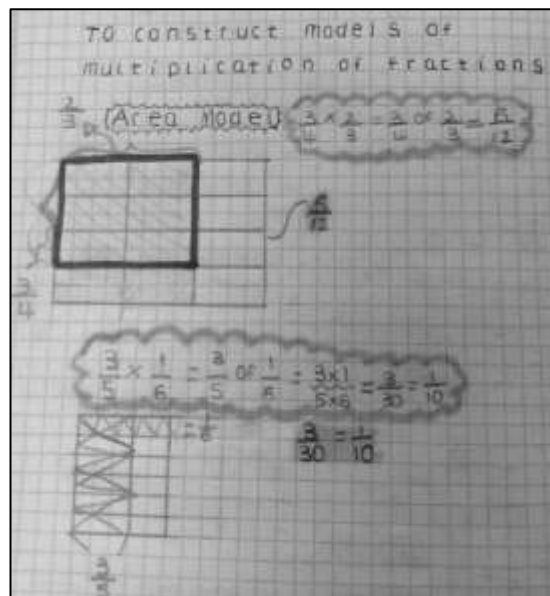 TO construct models of
multiplication of fractions
2/3 Area Model 3/4 × 2/3 = 3/4 of 2/3 = 6/12
6/12
3/4
3/5 × 1/6 = 3/5 of 1/6 = 3×1/5×6 = 3/30 = 1/10
= 1/6
3/30 = 1/10